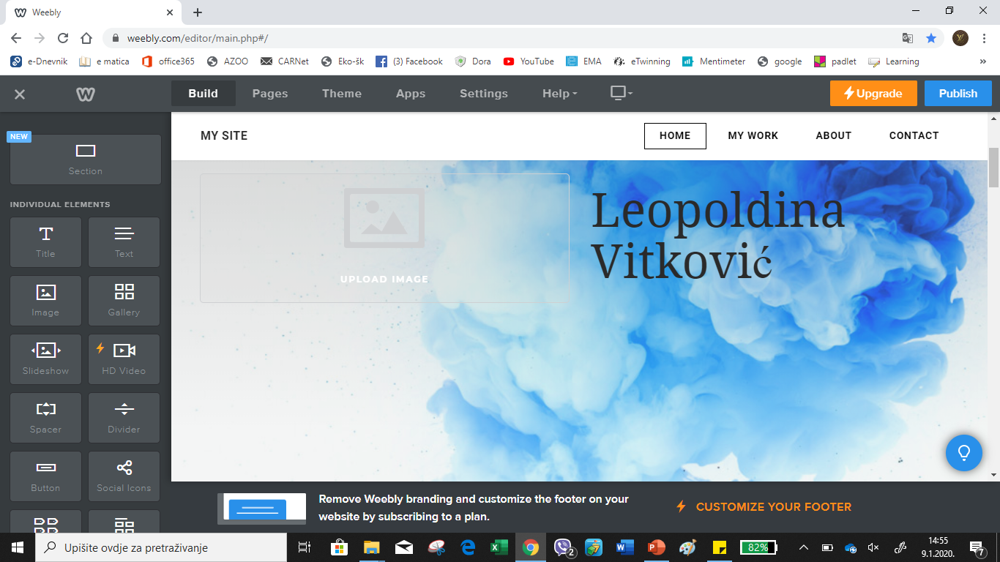 Weebly
weebly.com/editor/main.php#/
e-Dnevnik e matica office365 AZOO CARNet Eko-šk (3) Facebook Dora YouTube EMA eTwinning Mentimeter google padlet Learning »
Build Pages Theme Apps Settings Help Upgrade Publish
MY SITE HOME MY WORK ABOUT CONTACT
NEW
Section
INDIVIDUAL ELEMENTS
Title Text
Image Gallery
Slideshow HD Video
Spacer Divider
Button Social Icons
UPLOAD IMAGE
Leopoldina
Vitković
Remove Weebly branding and customize the footer on your
website by subscribing to a plan.
CUSTOMIZE YOUR FOOTER
Upišite ovdje za pretraživanje
2
82%
14:55
9.1.2020.
7